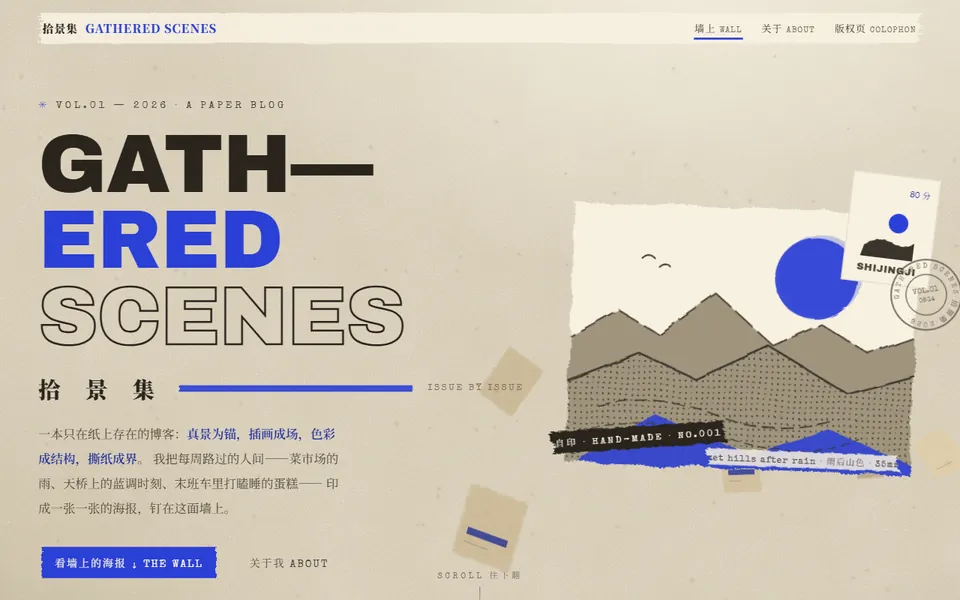 拾景集 GATHERED SCENES
墙上 WALL
关于 ABOUT
版权页 COLOPHON
✳ VOL.01 — 2026 · A PAPER BLOG
GATH—
ERED
SCENES
拾景集
ISSUE BY ISSUE
一本只在纸上存在的博客：真景为锚，插画成场，色彩
成结构，撕纸成界。 我把每周路过的人间——菜市场的
雨、天桥上的蓝调时刻、末班车里打瞌睡的蛋糕—— 印
成一张一张的海报，钉在这面墙上。
看墙上的海报 ↓ THE WALL
关于我 ABOUT
80 分
SHIJINGJI
GATHERED SCENES 拾景集 2026
VOL.01
自印 · HAND-MADE · NO.001
wet hills after rain · 雨后山色 · 35m
SCROLL 往下翻